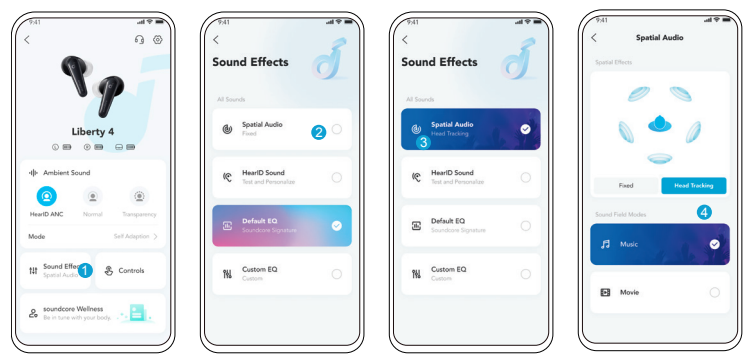 9:41
Liberty 4
Ambient Sound
HearID ANC
Normal
Transparency
Mode
Self Adaption >
Sound Effec
Spatial Audio
1
Controls
soundcore Wellness
Be in tune with your body.
9:41
Sound Effects
All Sounds
Spatial Audio
Fixed
2
HearID Sound
Test and Personalize
Default EQ
Soundcore Signature
Custom EQ
Custom
9:41
Sound Effects
All Sounds
Spatial Audio
Head Tracking
3
HearID Sound
Test and Personalize
Default EQ
Soundcore Signature
Custom EQ
Custom
9:41
Spatial Audio
Spatial Effects
Fixed
Head Tracking
Sound Field Modes
4
Music
Movie